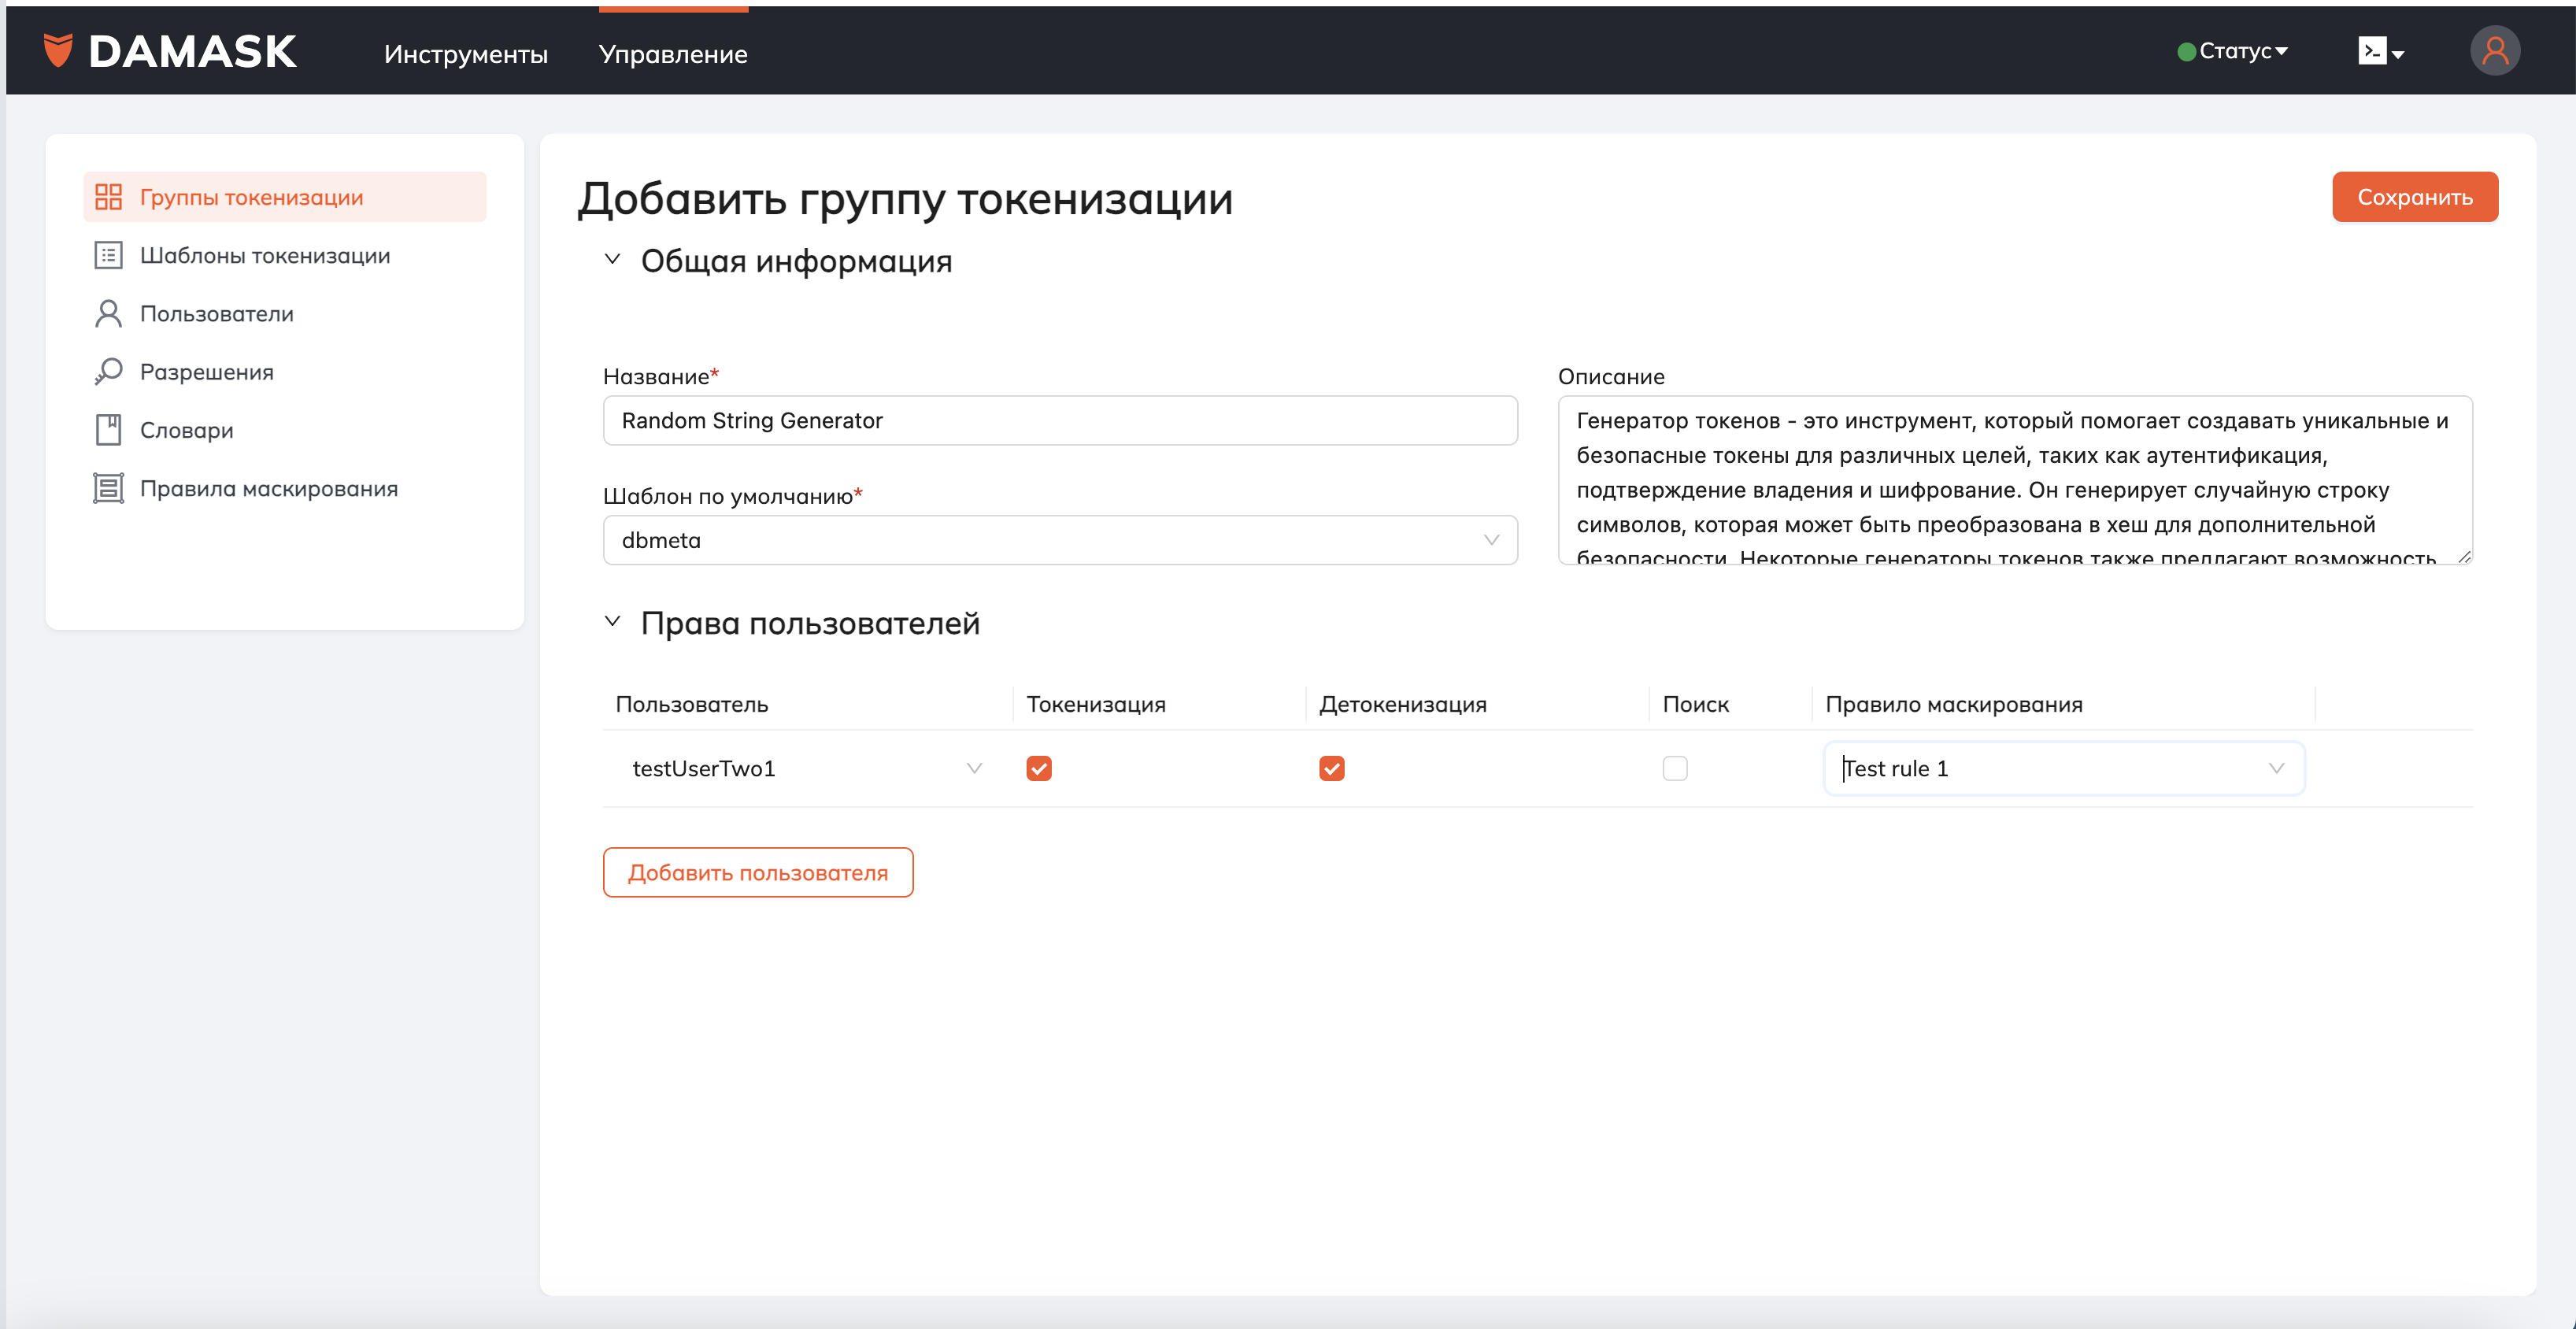 DAMASK
Инструменты
Управление
Статус
Группы токенизации
Шаблоны токенизации
Пользователи
Разрешения
Словари
Правила маскирования
Добавить группу токенизации
Сохранить
Общая информация
Название*
Random String Generator
Шаблон по умолчанию*
dbmeta
Описание
Генератор токенов - это инструмент, который помогает создавать уникальные и
безопасные токены для различных целей, таких как аутентификация,
подтверждение владения и шифрование. Он генерирует случайную строку
символов, которая может быть преобразована в хеш для дополнительной
безопасности. Некоторые генераторы токенов также предлагают возможность
Права пользователей
Пользователь
Токенизация
Детокенизация
Поиск
Правило маскирования
testUserTwo1
Test rule 1
Добавить пользователя